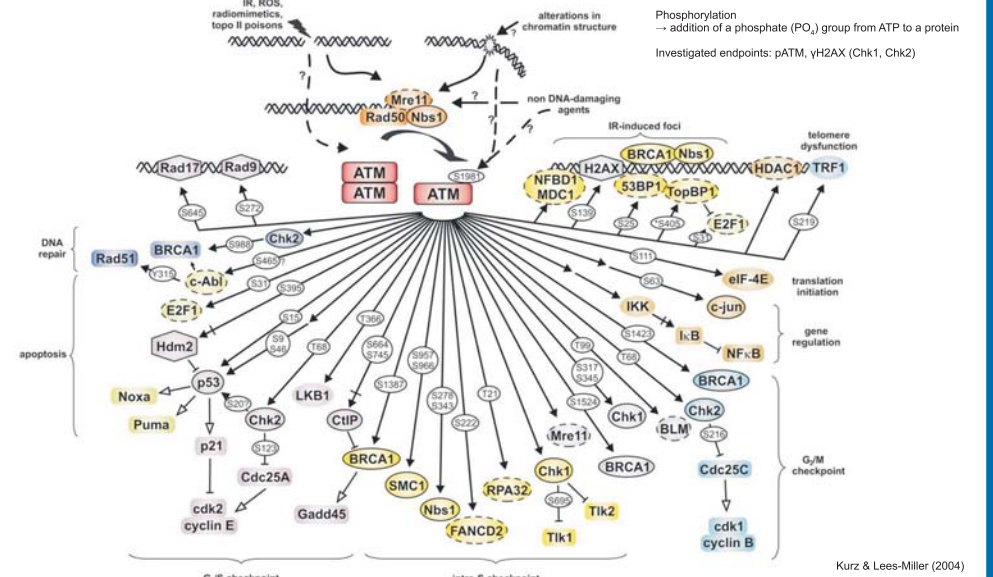 IR, ROS,
radiomimetics,
topo II poisons
alterations in
chromatin structure
?
Phosphorylation
→ addition of a phosphate (PO₄) group from ATP to a protein
Investigated endpoints: pATM, γH2AX (Chk1, Chk2)
?
Mre11
Rad50 Nbs1
?
non DNA-damaging
agents
?
?
IR-induced foci
telomere
dysfunction
BRCA1 Nbs1
Rad17 Rad9
ATM
ATM
ATM
S1981
H2AX
HDAC1 TRF1
NFBD1
MDC1
53BP1
TopBP1
E2F1
S645
S272
S139
S25
S405
S31
S219
DNA
repair
Rad51
BRCA1
S988
Chk2
S465?
Y315
c-Abl
S111
eIF-4E
S63
c-jun
translation
initiation
E2F1
S31
S395
IKK
IκB
NFκB
gene
regulation
apoptosis
Hdm2
S15
S9
S46
T68
T366
S664
S745
S957
S966
S1387
S278
S343
S222
T21
T99
S317
S345
S1524
S1423
T68
p53
Noxa
Puma
S20?
Chk2
LKB1
CtIP
p21
S123
Cdc25A
cdk2
cyclin E
BRCA1
Gadd45
SMC1
Nbs1
FANCD2
RPA32
Chk1
S695
Tlk1
Tlk2
Mre11
Chk1
BRCA1
BLM
BRCA1
Chk2
S216
Cdc25C
cdk1
cyclin B
G₂/M
checkpoint
Kurz & Lees-Miller (2004)